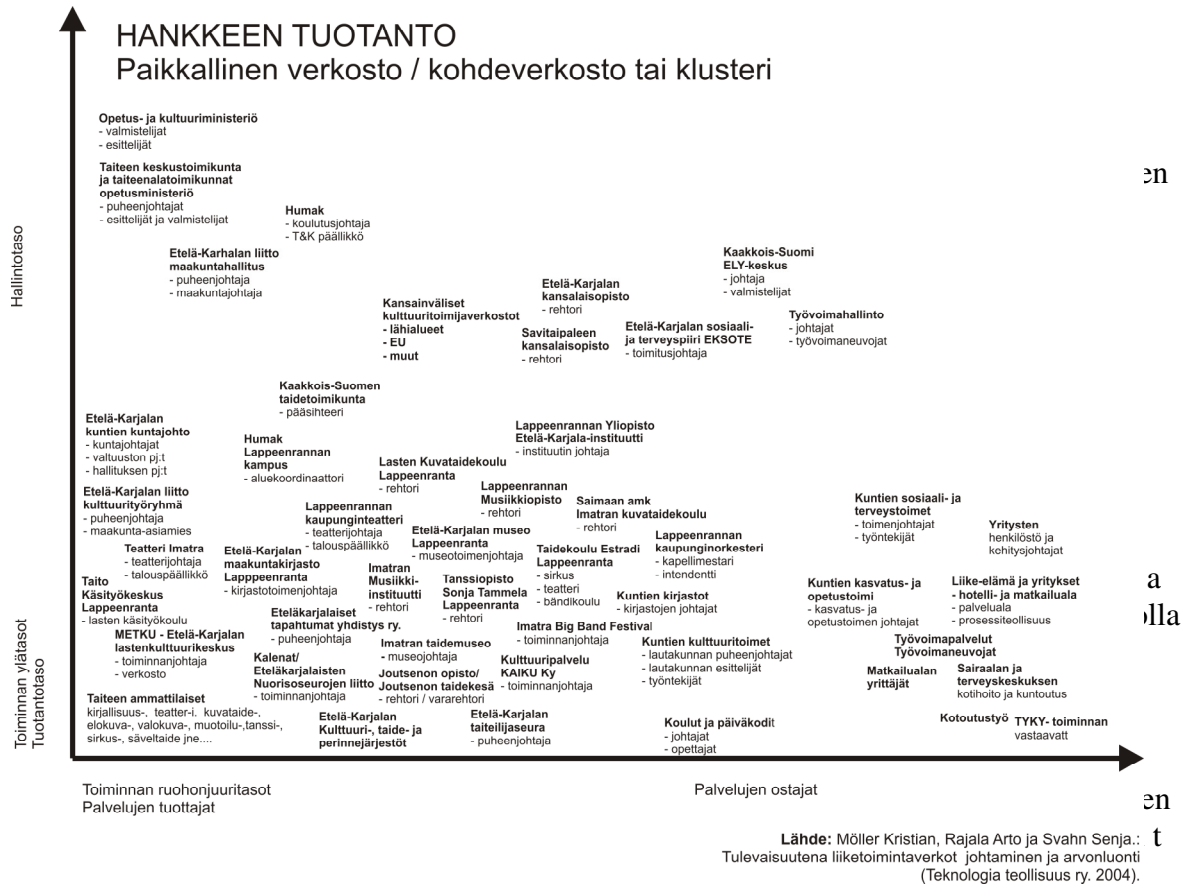 HANKKEEN TUOTANTO
Paikkallinen verkosto / kohdeverkosto tai klusteri
Opetus- ja kultuuriministeriö
- valmistelijat
- esittelijät
Taiteen keskustoimikunta
ja taiteenalatoimikunnat
opetusministeriö
- puheenjohtajat
- esittelijät ja valmistelijat
Humak
- koulutusjohtaja
- T&K päällikkö
Etelä-Karhalan liitto
maakuntahallitus
- puheenjohtaja
- maakuntajohtaja
Hallintotaso
Kansainväliset
kulttuuritoimijaverkostot
- lähialueet
- EU
- muut
Etelä-Karjalan
kansalaisopisto
- rehtori
Savitaipaleen
kansalaisopisto
- rehtori
Etelä-Karjalan sosiaali-
ja terveyspiiri EKSOTE
- toimitusjohtaja
Kaakkois-Suomi
ELY-keskus
- johtaja
- valmistelijat
Työvoimahallinto
- johtajat
- työvoimaneuvojat
Kaakkois-Suomen
taidetoimikunta
- pääsihteeri
Etelä-Karjalan
kuntien kuntajohto
- kuntajohtajat
- valtuuston pj:t
- hallituksen pj:t
Humak
Lappeenrannan
kampus
- aluekoordinaattori
Lappeenrannan Yliopisto
Etelä-Karjala-instituutti
- instituutin johtaja
Lasten Kuvataidekoulu
Lappeenranta
- rehtori
Lappeenrannan
Musiikkiopisto
- rehtori
Saimaan amk
Imatran kuvataidekoulu
- rehtori
Etelä-Karjalan liitto
kulttuurityöryhmä
- puheenjohtaja
- maakunta-asiamies
Lappeenrannan
kaupunginteatteri
- teatterijohtaja
- talouspäällikkö
Etelä-Karjalan museo
Lappeenranta
- museotoimenjohtaja
Lappeenrannan
kaupunginorkesteri
- kapellimestari
- intendentti
Kuntien sosiaali- ja
terveystoimet
- toimenjohtajat
- työntekijät
Yritysten
henkilöstö ja
kehitysjohtajat
Teatteri Imatra
- teatterijohtaja
- talouspäällikkö
Etelä-Karjalan
maakuntakirjasto
Lapppeenranta
- kirjastotoimenjohtaja
Imatran
Musiikki-
instituutti
- rehtori
Tanssiopisto
Sonja Tammela
Lappeenranta
- rehtori
Taidekoulu Estradi
Lappeenranta
- sirkus
- teatteri
- bändikoulu
Kuntien kirjastot
- kirjastojen johtajat
Kuntien kasvatus- ja
opetustoimi
- kasvatus- ja
opetustoimen johtajat
Liike-elämä ja yritykset
- hotelli- ja matkailuala
- palveluala
- prosessiteollisuus
Taito
Käsityökeskus
Lappeenranta
- lasten käsityökoulu
Eteläkarjalaiset
tapahtumat yhdistys ry.
- puheenjohtaja
METKU - Etelä-Karjalan
lastenkulttuurikeskus
- toiminnanjohtaja
- verkosto
Imatran taidemuseo
- museojohtaja
Imatra Big Band Festival
- toiminnanjohtaja
Kuntien kulttuuritoimet
- lautakunnan puheenjohtajat
- lautakunnan esittelijät
- työntekijät
Työvoimapalvelut
Työvoimaneuvojat
Kalenat/
Eteläkarjalaisten
Nuorisoseurojen liitto
- toiminnanjohtaja
Joutsenon opisto/
Joutsenon taidekesä
- rehtori / vararehtori
Kulttuuripalvelu
KAIKU Ky
- toiminnanjohtaja
Matkailualan
yrittäjät
Sairaalan ja
terveyskeskuksen
kotihoito ja kuntoutus
Taiteen ammattilaiset
kirjallisuus-, teatter-i. kuvataide-,
elokuva-, valokuva-, muotoilu-,tanssi-,
sirkus-, säveltaide jne....
Etelä-Karjalan
Kulttuuri-, taide- ja
perinnejärjestöt
Etelä-Karjalan
taiteilijaseura
- puheenjohtaja
Koulut ja päiväkodit
- johtajat
- opettajat
Kotoutustyö
TYKY- toiminnan
vastaavatt
Toiminnan ylätasot
Tuotantotaso
Toiminnan ruohonjuuritasot
Palvelujen tuottajat
Palvelujen ostajat
Lähde: Möller Kristian, Rajala Arto ja Svahn Senja.:
Tulevaisuutena liiketoimintaverkot johtaminen ja arvonluonti
(Teknologia teollisuus ry. 2004).
en
a
olla
en
t